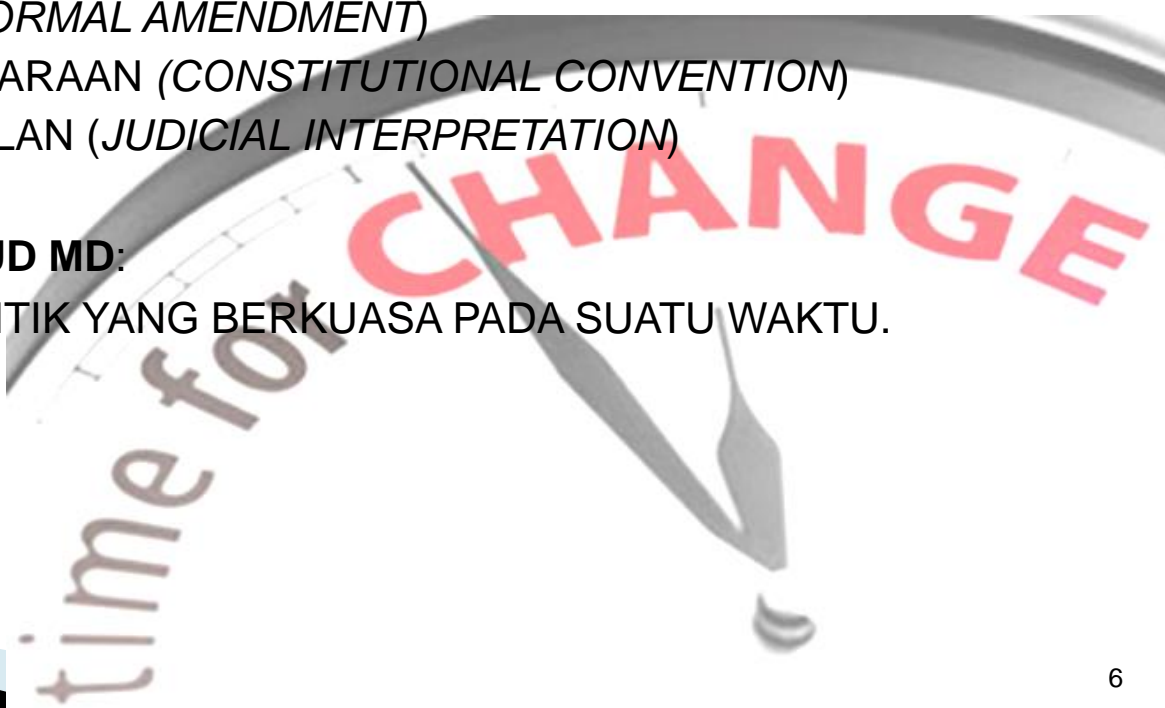 ORMAL AMENDMENT)
ARAAN (CONSTITUTIONAL CONVENTION)
LAN (JUDICIAL INTERPRETATION)
CHANGE
UD MD:
ITIK YANG BERKUASA PADA SUATU WAKTU.
time for
6